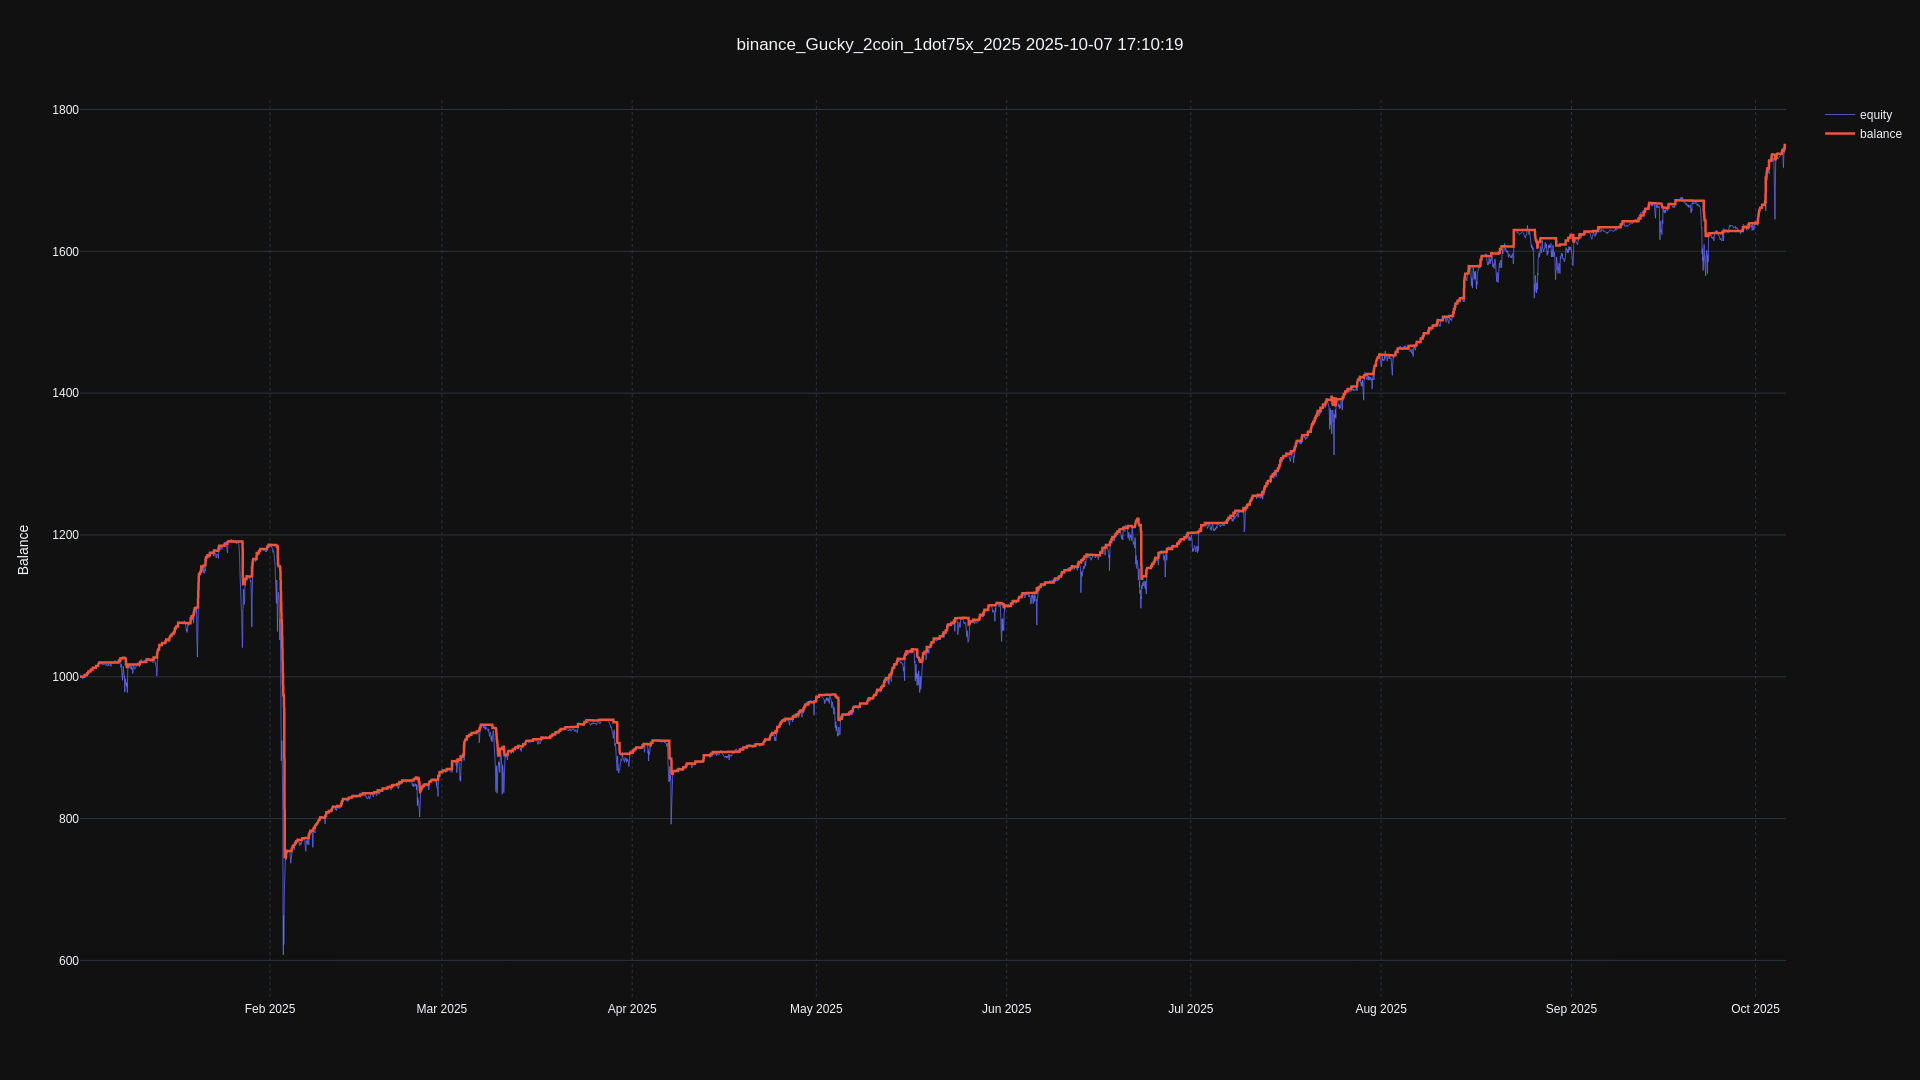 binance_Gucky_2coin_1dot75x_2025 2025-10-07 17:10:19
equity
balance
Balance
1800
1600
1400
1200
1000
800
600
Feb 2025
Mar 2025
Apr 2025
May 2025
Jun 2025
Jul 2025
Aug 2025
Sep 2025
Oct 2025